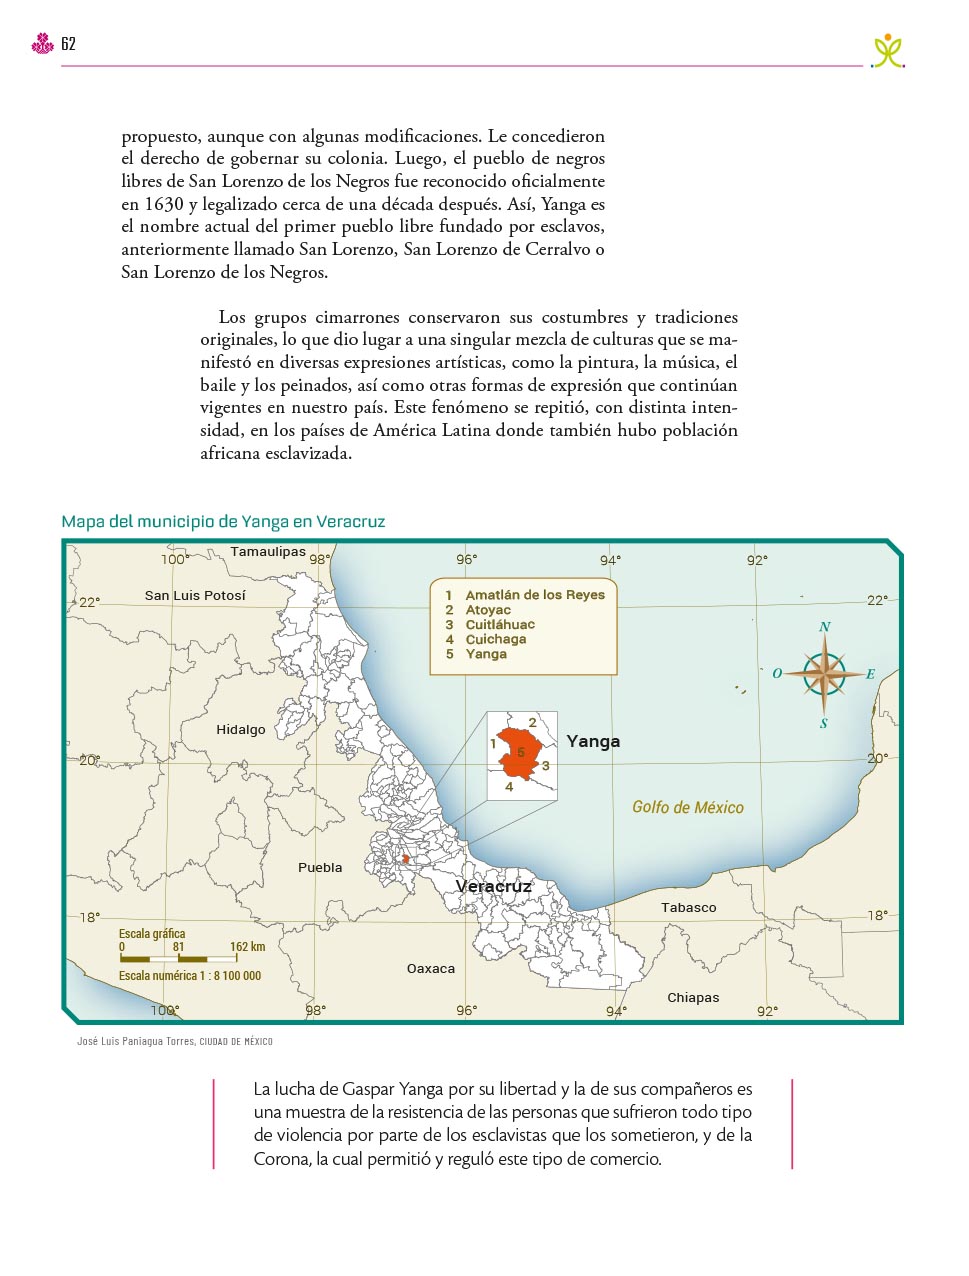 62
propuesto, aunque con algunas modificaciones. Le concedieron
el derecho de gobernar su colonia. Luego, el pueblo de negros
libres de San Lorenzo de los Negros fue reconocido oficialmente
en 1630 y legalizado cerca de una década después. Así, Yanga es
el nombre actual del primer pueblo libre fundado por esclavos,
anteriormente llamado San Lorenzo, San Lorenzo de Cerralvo o
San Lorenzo de los Negros.
Los grupos cimarrones conservaron sus costumbres y tradiciones
originales, lo que dio lugar a una singular mezcla de culturas que se ma-
nifestó en diversas expresiones artísticas, como la pintura, la música, el
baile y los peinados, así como otras formas de expresión que continúan
vigentes en nuestro país. Este fenómeno se repitió, con distinta inten-
sidad, en los países de América Latina donde también hubo población
africana esclavizada.
Mapa del municipio de Yanga en Veracruz
Tamaulipas
100°
98°
96°
94°
92°
San Luis Potosí
22°
22°
1 Amatlán de los Reyes
2 Atoyac
3 Cuitláhuac
4 Cuichaga
5 Yanga
N
O
E
S
Hidalgo
2
1
5
3
4
Yanga
20°
20°
Golfo de México
Puebla
Veracruz
Tabasco
18°
18°
Escala gráfica
0 81 162 km
Escala numérica 1 : 8 100 000
Oaxaca
Chiapas
100°
98°
96°
94°
92°
José Luis Paniagua Torres, CIUDAD DE MÉXICO
La lucha de Gaspar Yanga por su libertad y la de sus compañeros es
una muestra de la resistencia de las personas que sufrieron todo tipo
de violencia por parte de los esclavistas que los sometieron, y de la
Corona, la cual permitió y reguló este tipo de comercio.